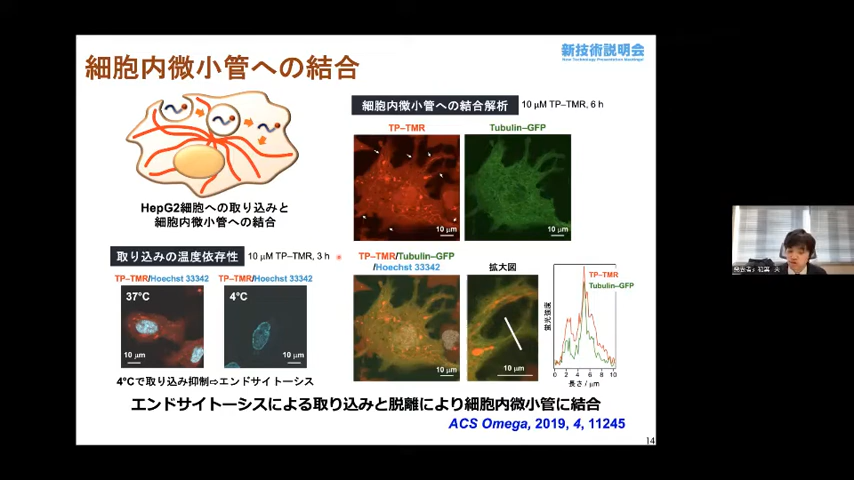 細胞内微小管への結合
新技術説明会
New Technology Presentation Meetings!
HepG2細胞への取り込みと
細胞内微小管への結合
取り込みの温度依存性 10 μM TP–TMR, 3 h
TP–TMR/Hoechst 33342 TP–TMR/Hoechst 33342
37°C
4°C
10 μm
10 μm
4°Cで取り込み抑制⇨エンドサイトーシス
細胞内微小管への結合解析 10 μM TP–TMR, 6 h
TP–TMR
Tubulin–GFP
10 μm
10 μm
TP–TMR/Tubulin–GFP
/Hoechst 33342
拡大図
10 μm
10 μm
TP–TMR
Tubulin–GFP
蛍光強度
0 2 4 6 8 10
長さ / μm
エンドサイトーシスによる取り込みと脱離により細胞内微小管に結合
ACS Omega, 2019, 4, 11245
14